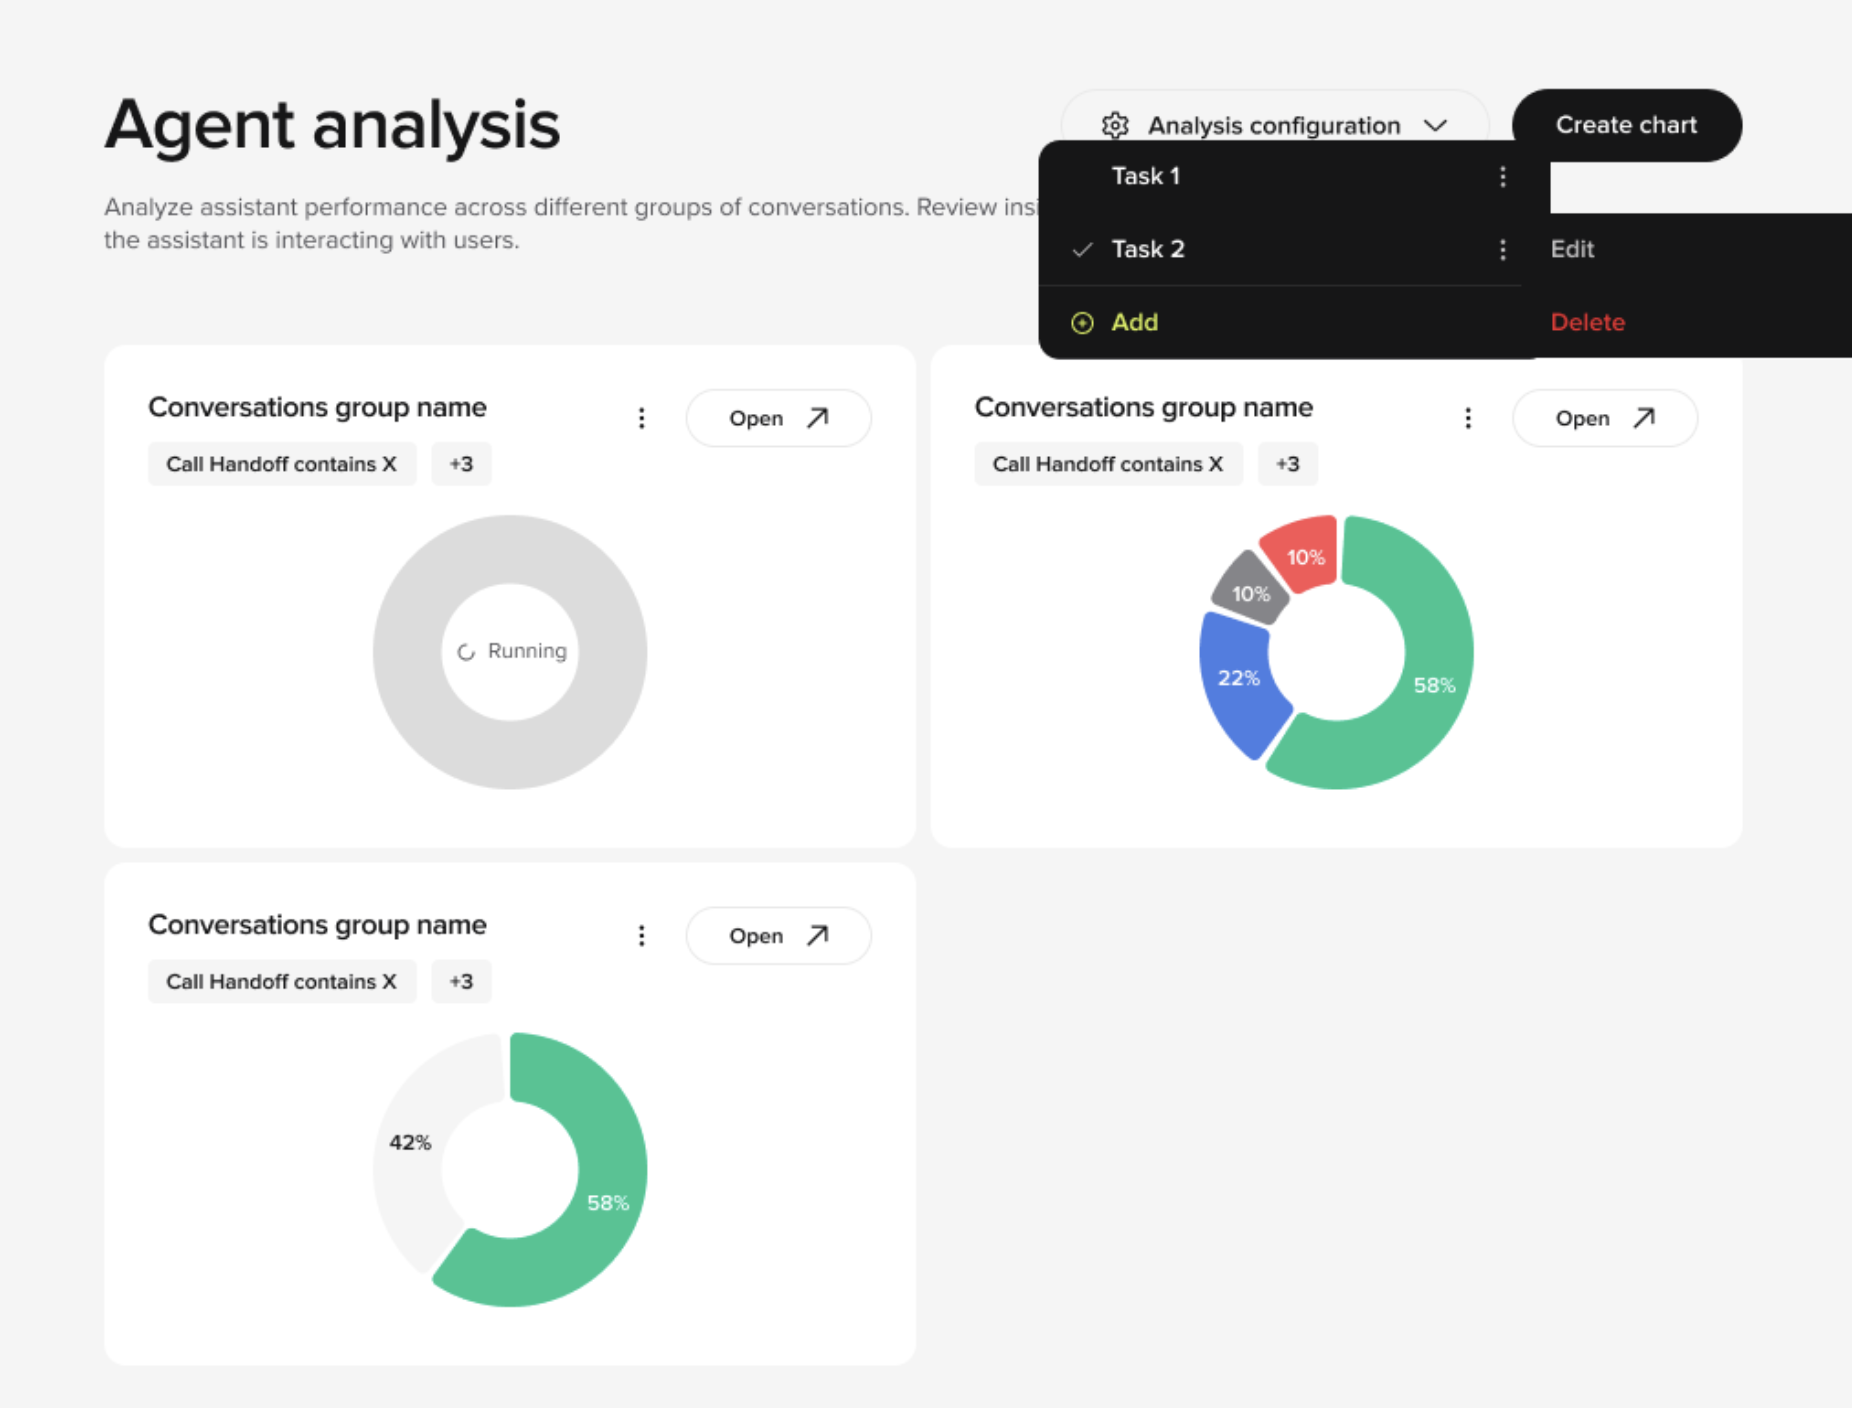 Agent analysis
Analysis configuration
Create chart
Analyze assistant performance across different groups of conversations. Review
the assistant is interacting with users.
Task 1
Task 2
Edit
Add
Delete
Conversations group name
Open
Call Handoff contains X
+3
Running
Conversations group name
Open
Call Handoff contains X
+3
10%
10%
22%
58%
Conversations group name
Open
Call Handoff contains X
+3
42%
58%